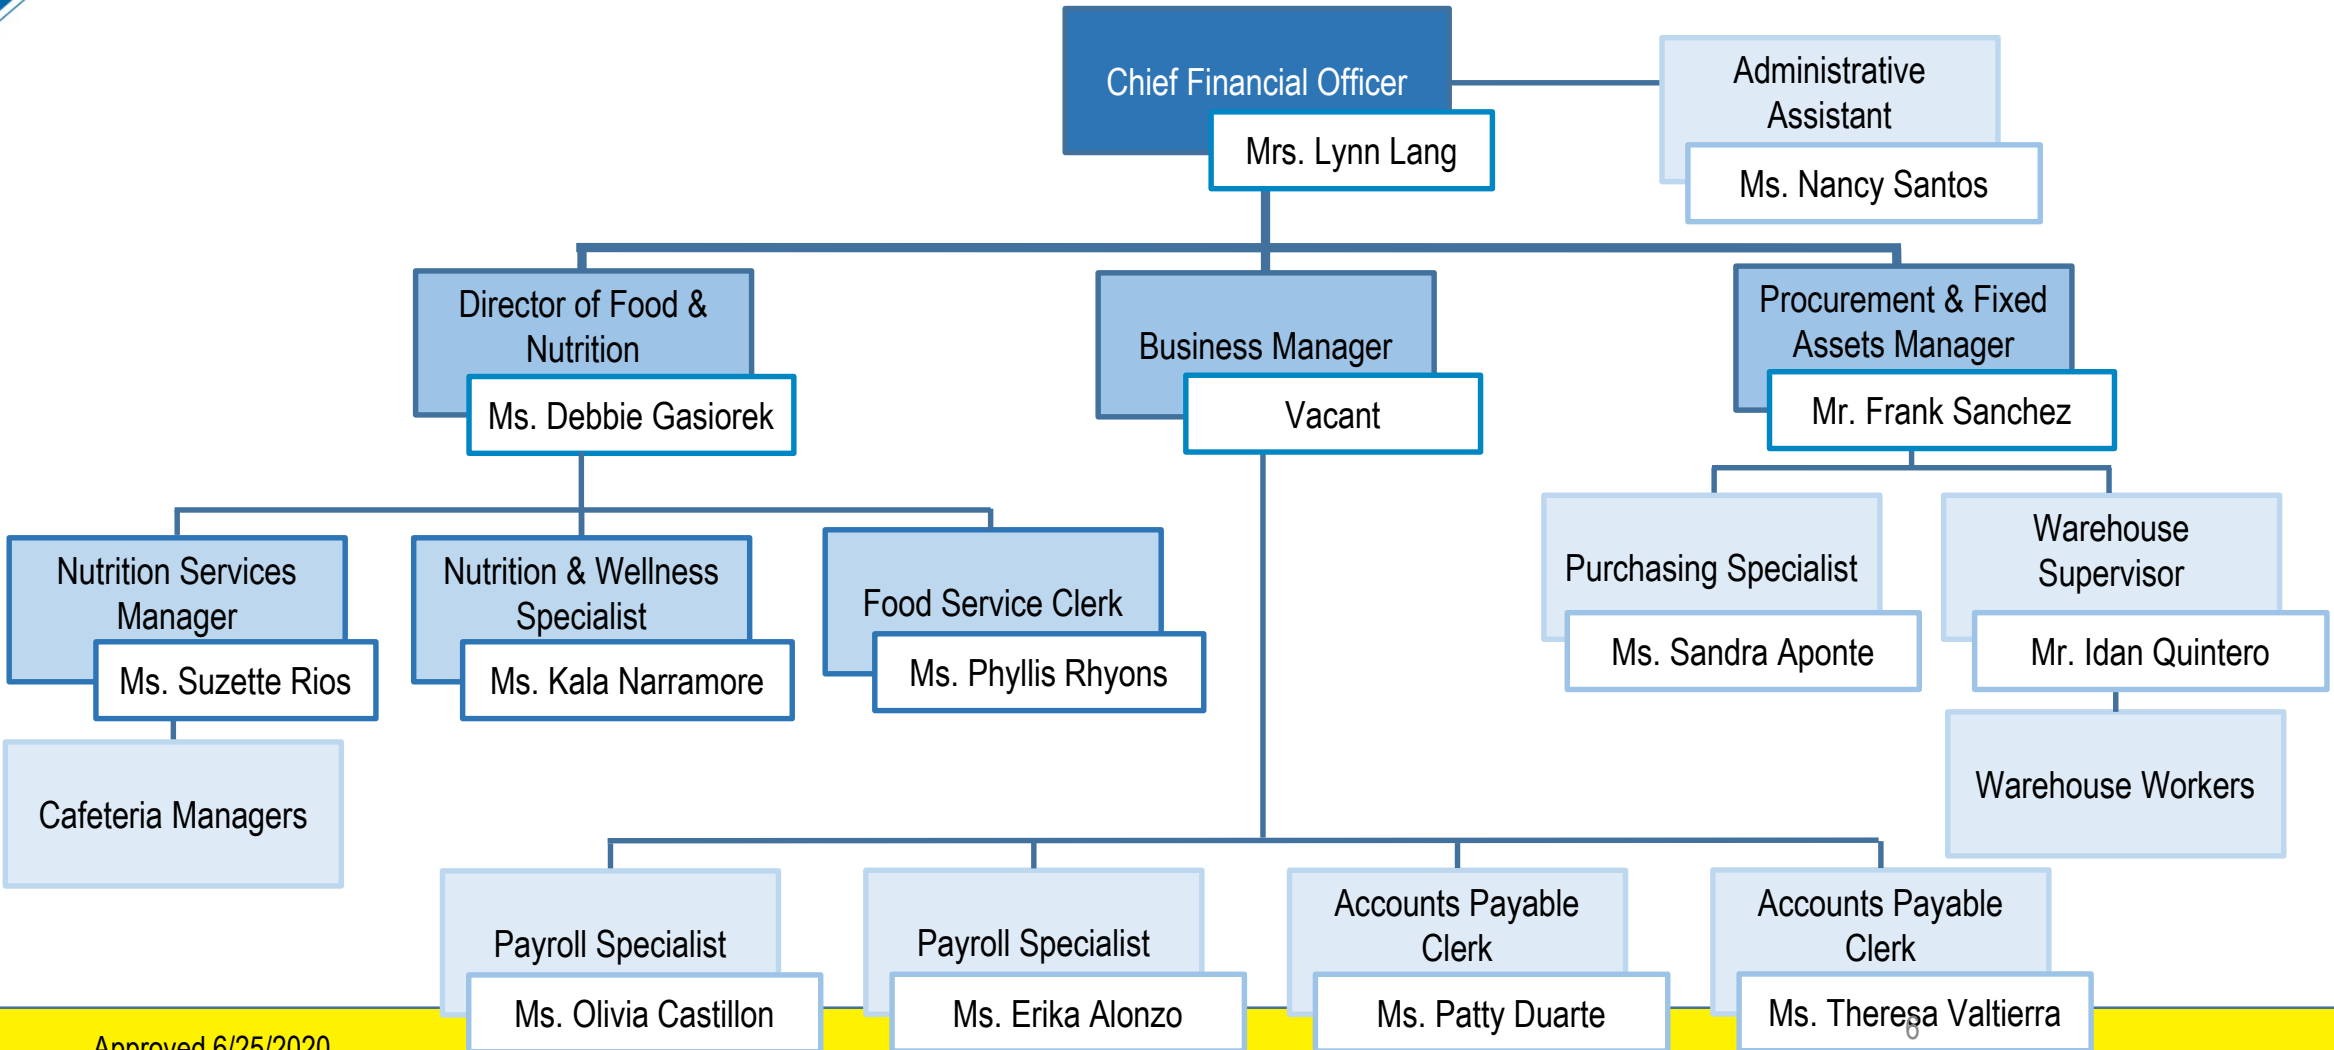 Chief Financial Officer
Mrs. Lynn Lang
Administrative
Assistant
Ms. Nancy Santos
Director of Food &
Nutrition
Ms. Debbie Gasiorek
Business Manager
Vacant
Procurement & Fixed
Assets Manager
Mr. Frank Sanchez
Nutrition Services
Manager
Ms. Suzette Rios
Nutrition & Wellness
Specialist
Ms. Kala Narramore
Food Service Clerk
Ms. Phyllis Rhyons
Purchasing Specialist
Ms. Sandra Aponte
Warehouse
Supervisor
Mr. Idan Quintero
Cafeteria Managers
Warehouse Workers
Payroll Specialist
Ms. Olivia Castillon
Payroll Specialist
Ms. Erika Alonzo
Accounts Payable
Clerk
Ms. Patty Duarte
Accounts Payable
Clerk
Ms. Theresa Valtierra
Approved 6/25/2020
6